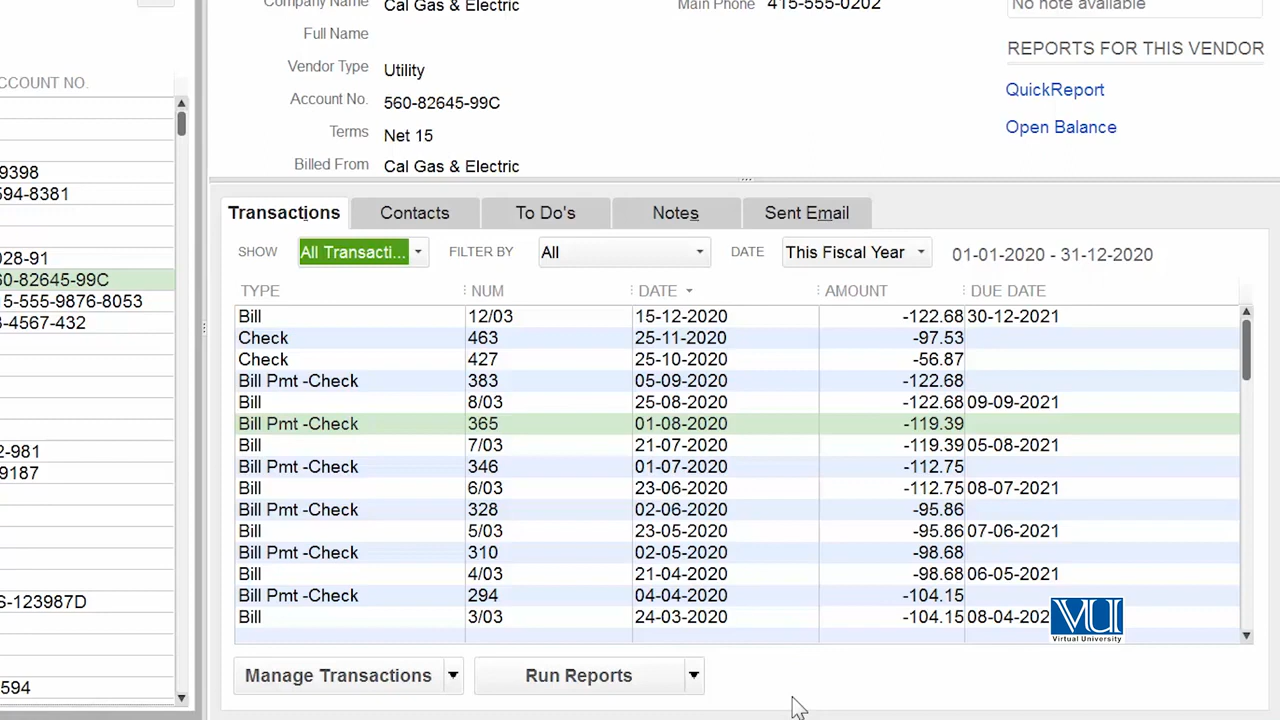 Company Name Cal Gas & Electric
Main Phone 415-555-0202
No note available
Full Name
Vendor Type Utility
Account No. 560-82645-99C
Terms Net 15
Billed From Cal Gas & Electric
REPORTS FOR THIS VENDOR
QuickReport
Open Balance
CCOUNT NO.
9398
594-8381
028-91
60-82645-99C
5-555-9876-8053
3-4567-432
2-981
9187
S-123987D
594
Transactions Contacts To Do's Notes Sent Email
SHOW All Transacti... FILTER BY All DATE This Fiscal Year 01-01-2020 - 31-12-2020
TYPE NUM DATE AMOUNT DUE DATE
Bill 12/03 15-12-2020 -122.68 30-12-2021
Check 463 25-11-2020 -97.53
Check 427 25-10-2020 -56.87
Bill Pmt -Check 383 05-09-2020 -122.68
Bill 8/03 25-08-2020 -122.68 09-09-2021
Bill Pmt -Check 365 01-08-2020 -119.39
Bill 7/03 21-07-2020 -119.39 05-08-2021
Bill Pmt -Check 346 01-07-2020 -112.75
Bill 6/03 23-06-2020 -112.75 08-07-2021
Bill Pmt -Check 328 02-06-2020 -95.86
Bill 5/03 23-05-2020 -95.86 07-06-2021
Bill Pmt -Check 310 02-05-2020 -98.68
Bill 4/03 21-04-2020 -98.68 06-05-2021
Bill Pmt -Check 294 04-04-2020 -104.15
Bill 3/03 24-03-2020 -104.15 08-04-202
VU
Virtual University
Manage Transactions Run Reports